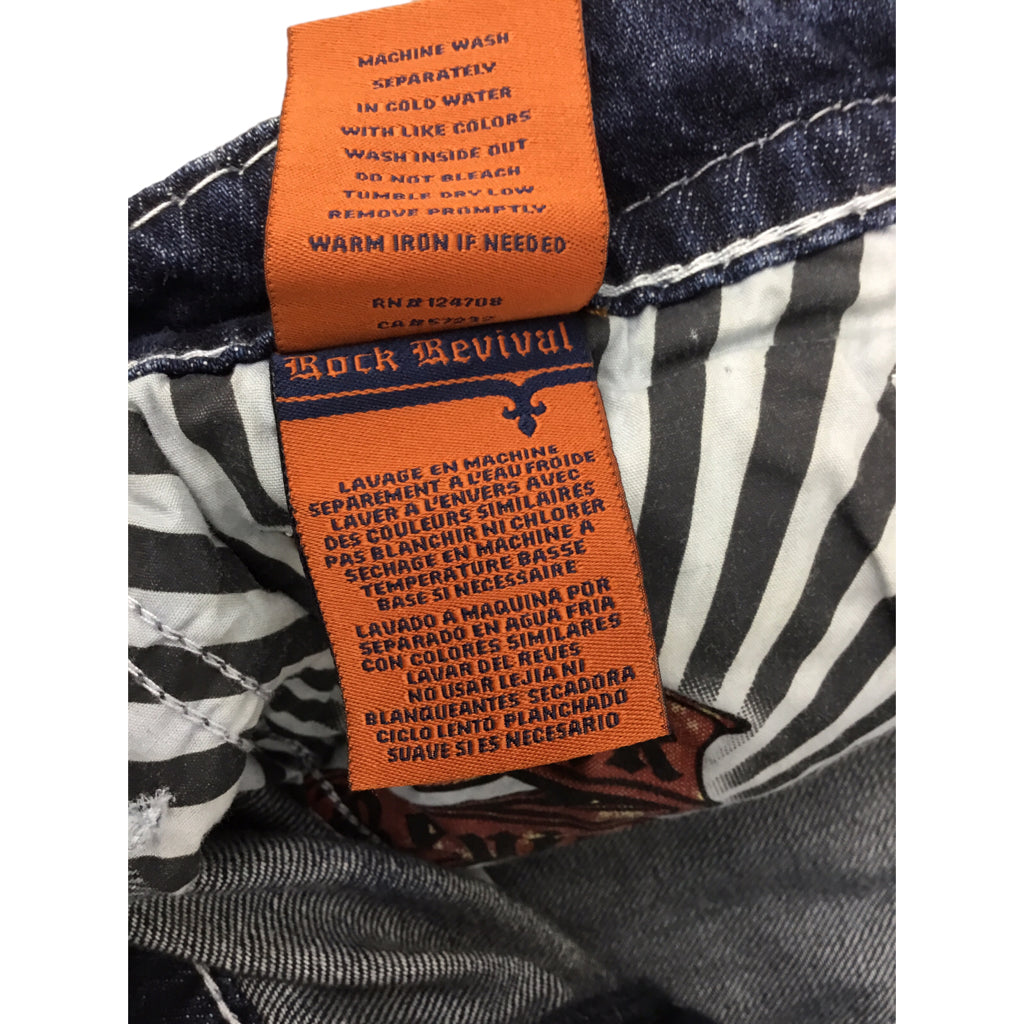 MACHINE WASH
SEPARATELY
IN COLD WATER
WITH LIKE COLORS
WASH INSIDE OUT
DO NOT BLEACH
TUMBLE DRY LOW
REMOVE PROMPTLY
WARM IRON IF NEEDED
RN# 124708
Rock Revival
LAVAGE EN MACHINE
SEPAREMENT A L'EAU FROIDE
LAVER A L'ENVERS AVEC
DES COULEURS SIMILAIRES
PAS BLANCHIR NI CHLORER
SECHAGE EN MACHINE A
TEMPERATURE BASSE
BASE SI NECESSAIRE
LAVADO A MAQUINA POR
SEPARADO EN AGUA FRIA
CON COLORES SIMILARES
LAVAR DEL REVES
NO USAR LEJIA NI
BLANQUEANTES SECADORA
CICLO LENTO PLANCHADO
SUAVE SI ES NECESARIO